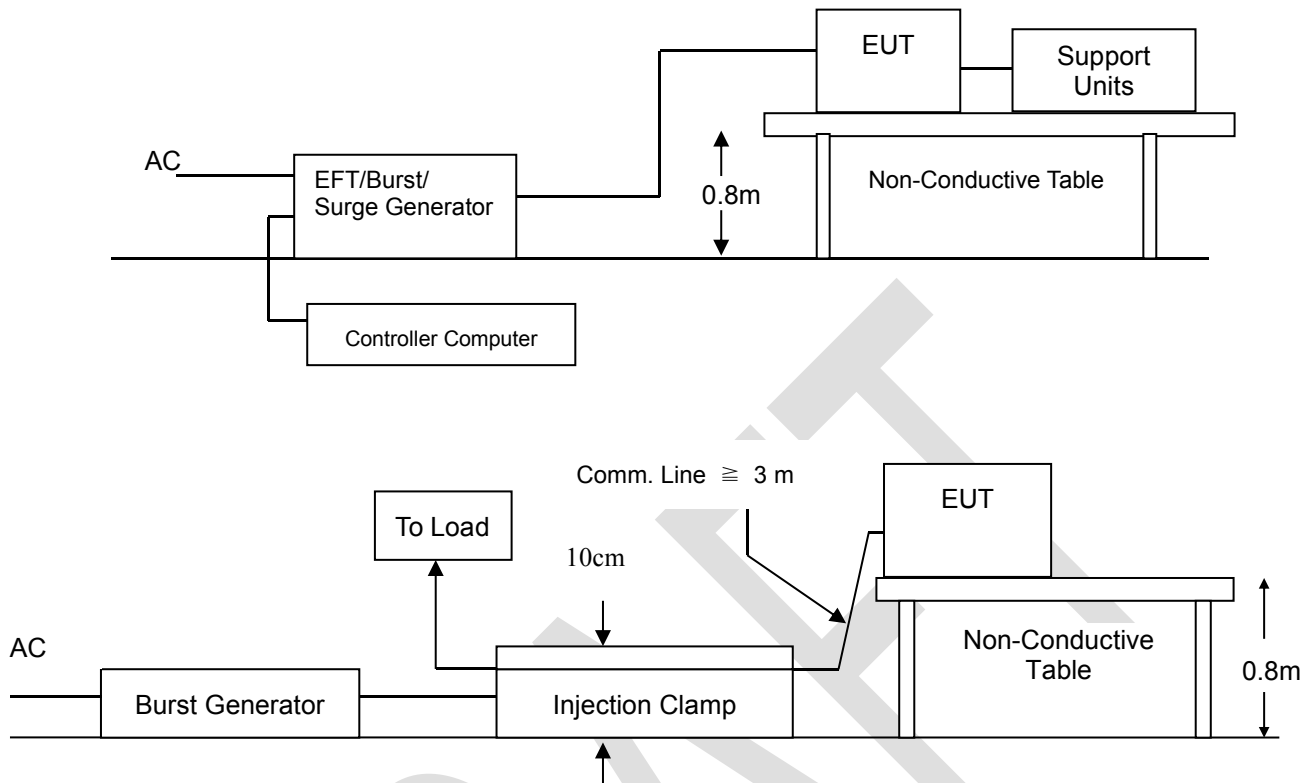 EUT
Support
Units
AC
EFT/Burst/
Surge Generator
0.8m
Non-Conductive Table
Controller Computer
Comm. Line ≧ 3 m
EUT
To Load
10cm
AC
Non-Conductive
Table
0.8m
Burst Generator
Injection Clamp